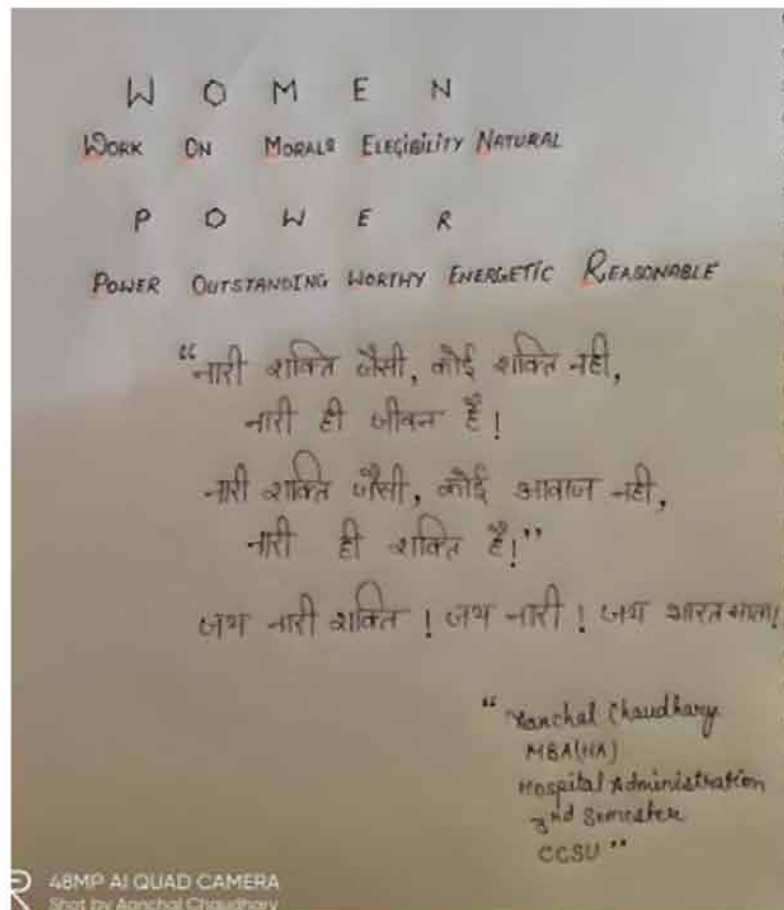 W O M E N
WORK ON MORALS ELEGIBILITY NATURAL
P O W E R
POWER OUTSTANDING WORTHY ENERGETIC REASONABLE
“नारी शक्ति जैसी, कोई शक्ति नही,
नारी ही जीवन है!
नारी शक्ति जैसी, कोई आवाज नही,
नारी ही शक्ति है!”
जय नारी शक्ति ! जय नारी ! जय भारत माता!
“ Aanchal Chaudhary
MBA(HA)
Hospital Administration
3rd Semester
CCSU ”
48MP AI QUAD CAMERA
Shot by Aanchal Chaudhary